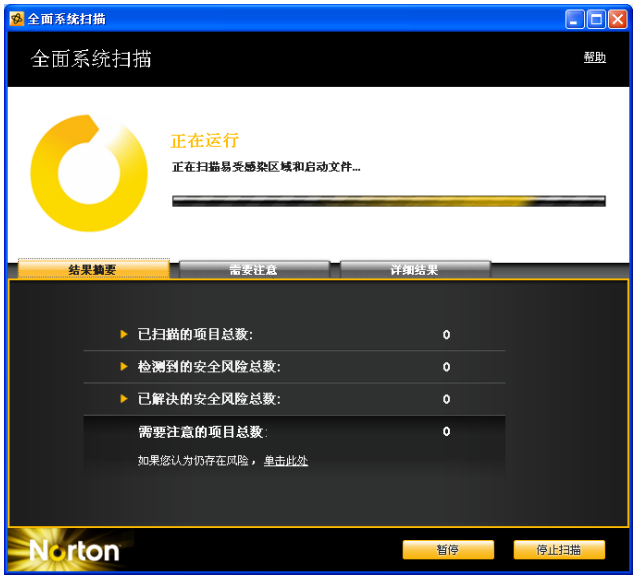 全面系统扫描
全面系统扫描
帮助
正在运行
正在扫描易受感染区域和启动文件...
结果摘要
需要注意
详细结果
已扫描的项目总数: 0
检测到的安全风险总数: 0
已解决的安全风险总数: 0
需要注意的项目总数: 0
如果您认为仍存在风险，单击此处
Norton
暂停
停止扫描